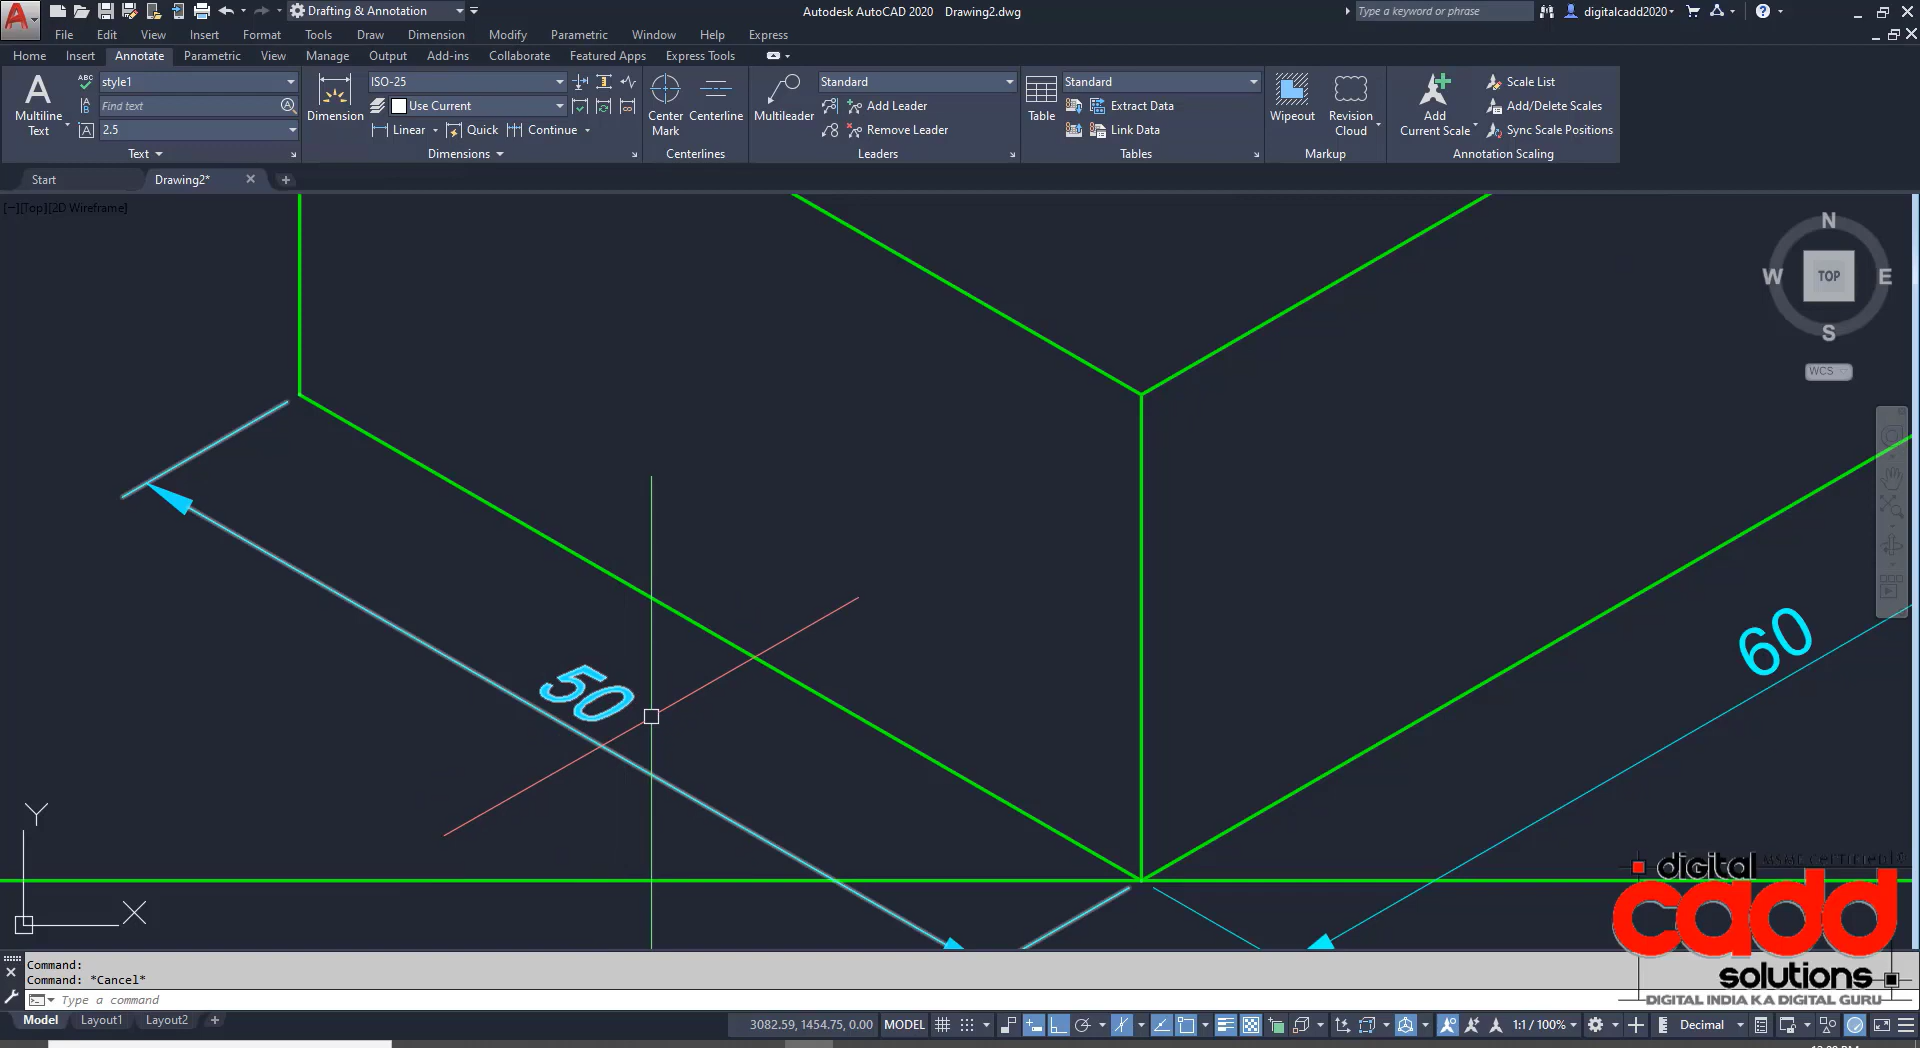 Drafting & Annotation
Autodesk AutoCAD 2020 Drawing2.dwg
Type a keyword or phrase
digitalcadd2020
File Edit View Insert Format Tools Draw Dimension Modify Parametric Window Help Express
Home Insert Annotate Parametric View Manage Output Add-ins Collaborate Express Tools Featured Apps
A Multiline Text
ABC style1
Find text
A 2.5
Text
Dimension
ISO-25
Use Current
Linear Quick Continue
Dimensions
Center Mark
Centerline
Centerlines
Multileader
Standard
Add Leader
Remove Leader
Leaders
Table
Standard
Extract Data
Link Data
Tables
Wipeout
Revision Cloud
Markup
Add Current Scale
Scale List
Add/Delete Scales
Sync Scale Positions
Annotation Scaling
Start Drawing2*
[−][Top][2D Wireframe]
N
W TOP E
S
WCS
50
60
Y
X
digital
cadd
solutions
DIGITAL INDIA KA DIGITAL GURU
Command:
Command: *Cancel*
Type a command
Model Layout1 Layout2 +
3082.59, 1454.75, 0.00 MODEL 1:1 / 100% Decimal